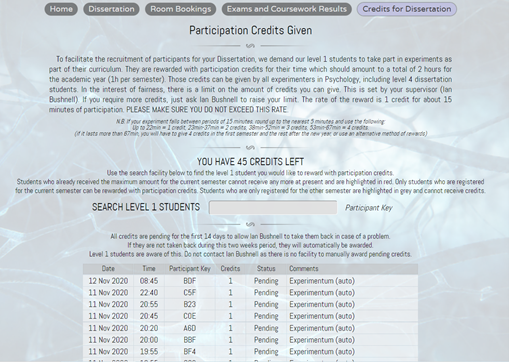 Home Dissertation Room Bookings Exams and Coursework Results Credits for Dissertation
Participation Credits Given
To facilitate the recruitment of participants for your Dissertation, we demand our level 1 students to take part in experiments as
part of their curriculum. They are rewarded with participation credits for their time which should amount to a total of 2 hours for
the academic year (1h per semester). Those credits can be given by all experimenters in Psychology, including level 4 dissertation
students. In the interest of fairness, there is a limit on the amount of credits you can give. This is set by your supervisor (Ian
Bushnell). If you require more credits, just ask Ian Bushnell to raise your limit. The rate of the reward is 1 credit for about 15
minutes of participation. PLEASE MAKE SURE YOU DO NOT EXCEED THIS RATE.
N.B. If your experiment falls between periods of 15 minutes, round up to the nearest 5 minutes and use the following:
Up to 22min = 1 credit; 23min-37min = 2 credits; 38min-52min = 3 credits; 53min-67min = 4 credits.
(If it lasts more than 67min, you will have to give 4 credits in the first semester and the rest after the new year, or use an alternative method of rewards)
YOU HAVE 45 CREDITS LEFT
Use the search facility below to find the level 1 student you would like to reward with participation credits.
Students who already received the maximum amount for the current semester cannot receive any more at present and are highlighted in red. Only students who are registered
for the current semester can be rewarded with participation credits. Students who are only registered for the other semester are highlighted in grey and cannot receive credits.
SEARCH LEVEL 1 STUDENTS Participant Key
All credits are pending for the first 14 days to allow Ian Bushnell to take them back in case of a problem.
If they are not taken back during this two weeks period, they will automatically be awarded.
Level 1 students are aware of this. Do not contact Ian Bushnell as there is no facility to manually award pending credits.
Date Time Participant Key Credits Status Comments
12 Nov 2020 08:45 BDF 1 Pending Experimentum (auto)
11 Nov 2020 22:40 C5F 1 Pending Experimentum (auto)
11 Nov 2020 20:55 B23 1 Pending Experimentum (auto)
11 Nov 2020 20:45 C0E 1 Pending Experimentum (auto)
11 Nov 2020 20:20 A6D 1 Pending Experimentum (auto)
11 Nov 2020 20:00 BBF 1 Pending Experimentum (auto)
11 Nov 2020 19:55 BF4 1 Pending Experimentum (auto)